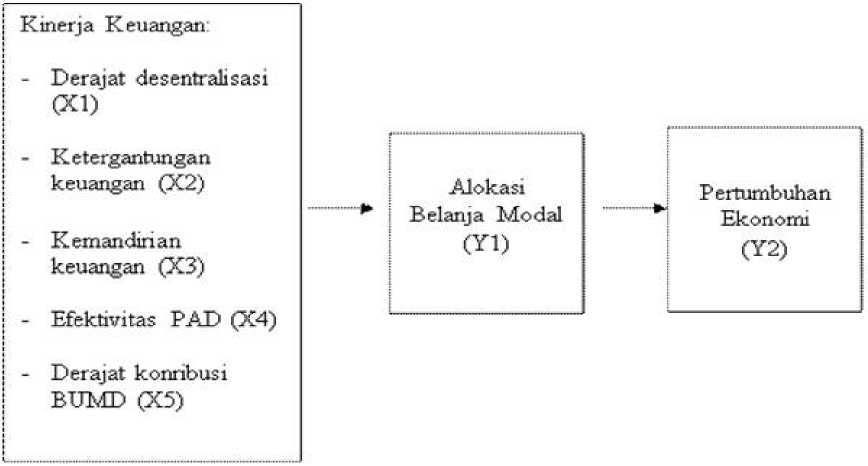 Kinerja Keuangan:
- Derajat desentralisasi
(X1)
- Ketergantungan
keuangan (X2)
- Kemandirian
keuangan (X3)
- Efektivitas PAD (X4)
- Derajat konribusi
BUMD (X5)
Alokasi
Belanja Modal
(Y1)
Pertumbuhan
Ekonomi
(Y2)